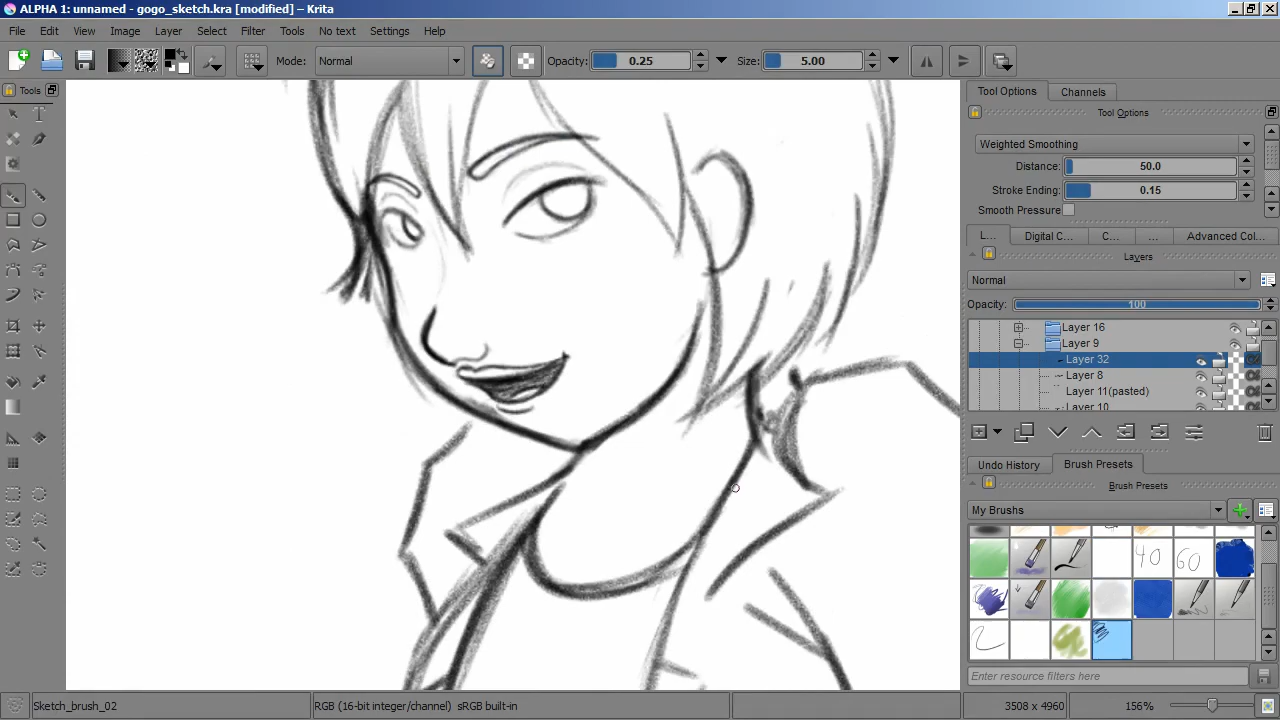 ALPHA 1: unnamed - gogo_sketch.kra [modified] – Krita
File Edit View Image Layer Select Filter Tools No text Settings Help
Mode: Normal Opacity: 0.25 Size: 5.00
Tools
Tool Options Channels
Tool Options
Weighted Smoothing
Distance: 50.0
Stroke Ending: 0.15
Smooth Pressure
L... Digital C... C... ... Advanced Col...
Layers
Normal
Opacity: 100
Layer 16
Layer 9
Layer 32
Layer 8
Layer 11(pasted)
Layer 10
Undo History Brush Presets
Brush Presets
My Brushes
40 60
Enter resource filters here
Sketch_brush_02 RGB (16-bit integer/channel) sRGB built-in 3508 x 4960 156%